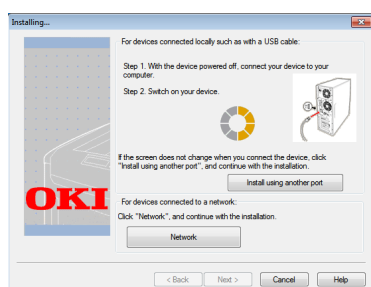 Installing...
For devices connected locally such as with a USB cable:
Step 1. With the device powered off, connect your device to your
computer.
Step 2. Switch on your device.
If the screen does not change when you connect the device, click
"Install using another port", and continue with the installation.
Install using another port
OKI
For devices connected to a network:
Click "Network", and continue with the installation.
Network
< Back
Next >
Cancel
Help